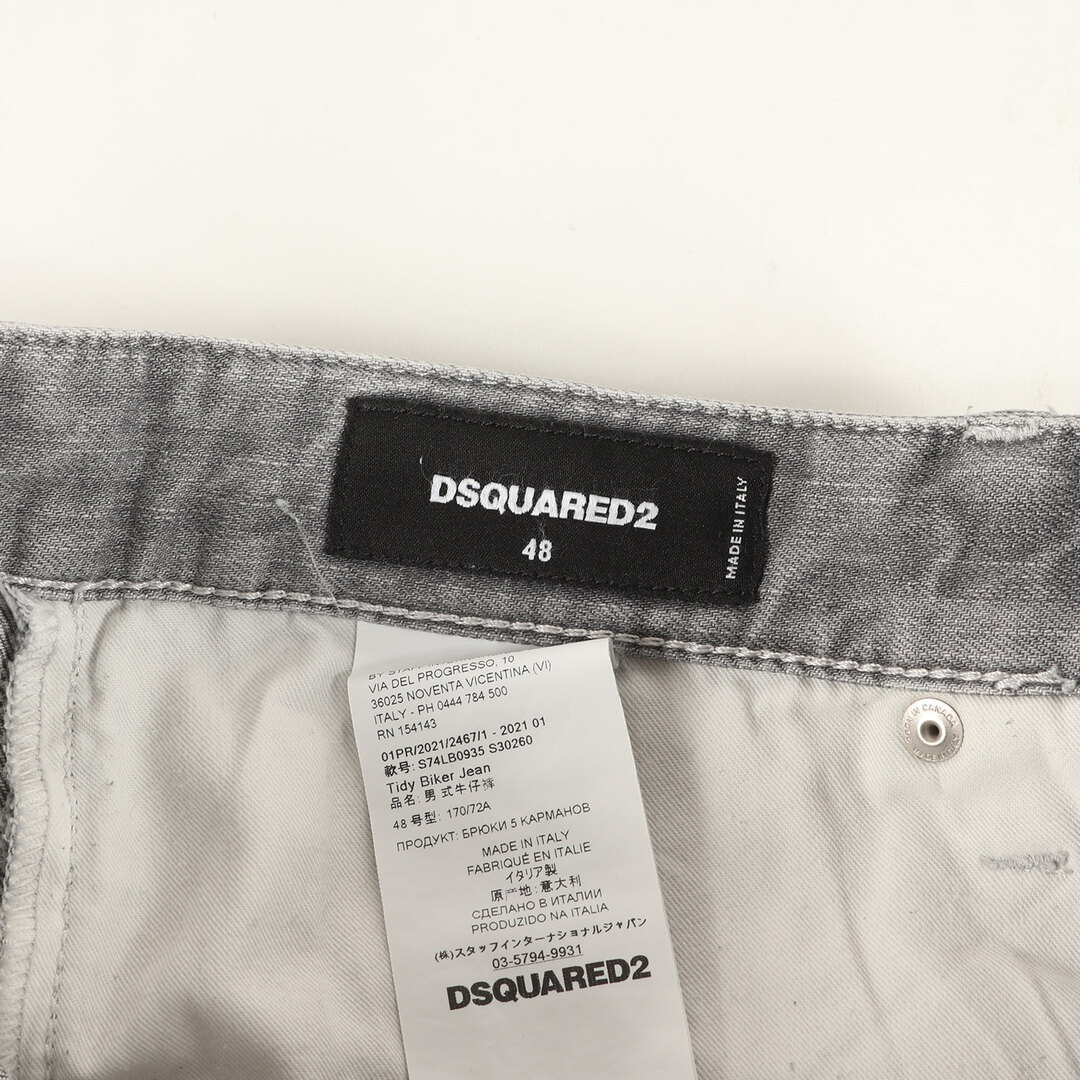 DSQUARED2
48
MADE IN ITALY
VIA DEL PROGRESSO, 10
36025 NOVENTA VICENTINA (VI)
ITALY - PH 0444 784 500
RN 154143
01PR/2021/2467/1 - 2021 01
款号: S74LB0935 S30260
Tidy Biker Jean
品名: 男式牛仔裤
48 号型: 170/72A
ПРОДУКТ: БРЮКИ 5 КАРМАНОВ
MADE IN ITALY
FABRIQUÉ EN ITALIE
イタリア製
原产地: 意大利
СДЕЛАНО В ИТАЛИИ
PRODUZIDO NA ITALIA
(株)スタッフインターナショナルジャパン
03-5794-9931
DSQUARED2
IN CANADA